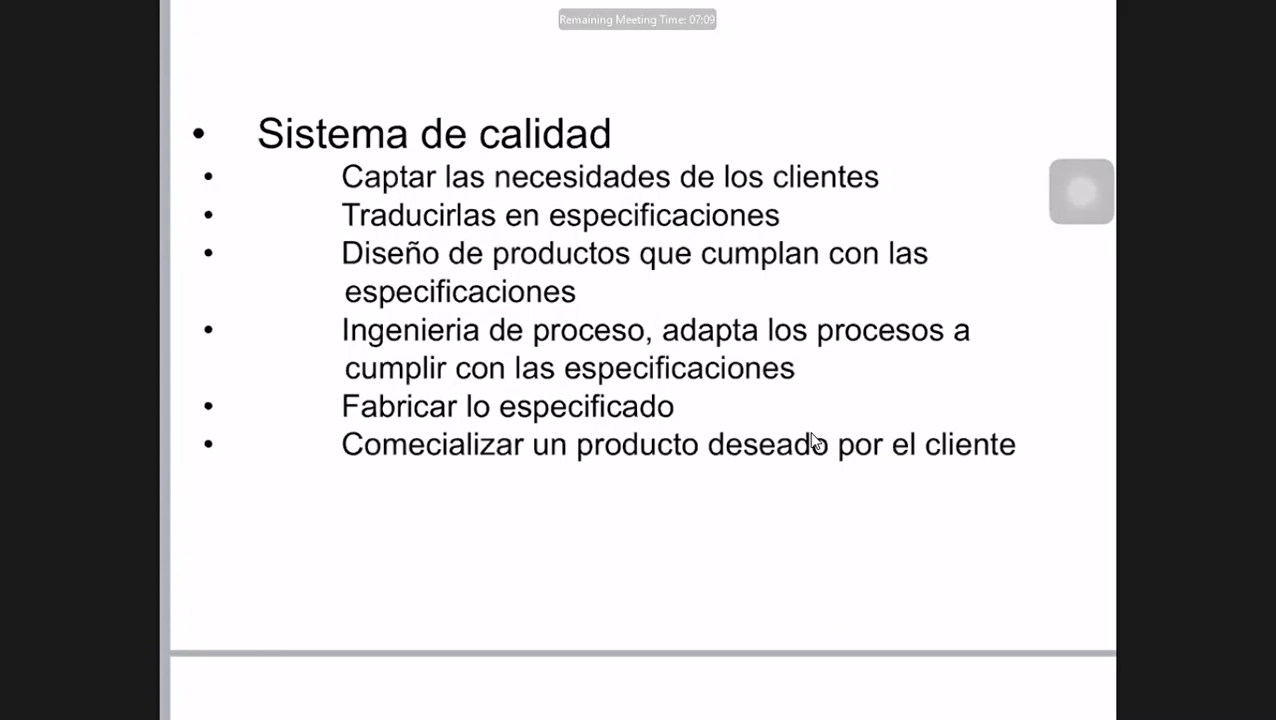 Remaining Meeting Time: 07:09
• Sistema de calidad
• Captar las necesidades de los clientes
• Traducirlas en especificaciones
• Diseño de productos que cumplan con las
especificaciones
• Ingenieria de proceso, adapta los procesos a
cumplir con las especificaciones
• Fabricar lo especificado
• Comecializar un producto deseado por el cliente